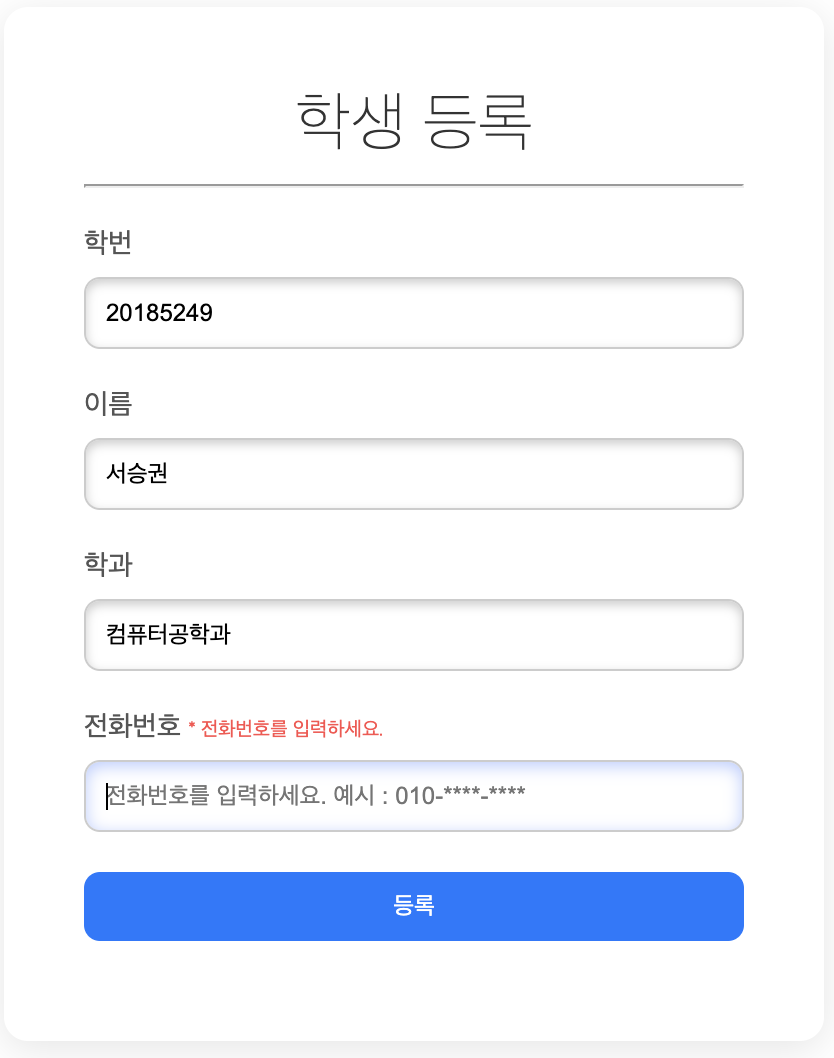 학생 등록
학번
20185249
이름
서승권
학과
컴퓨터공학과
전화번호 * 전화번호를 입력하세요.
전화번호를 입력하세요. 예시 : 010-****-****
등록